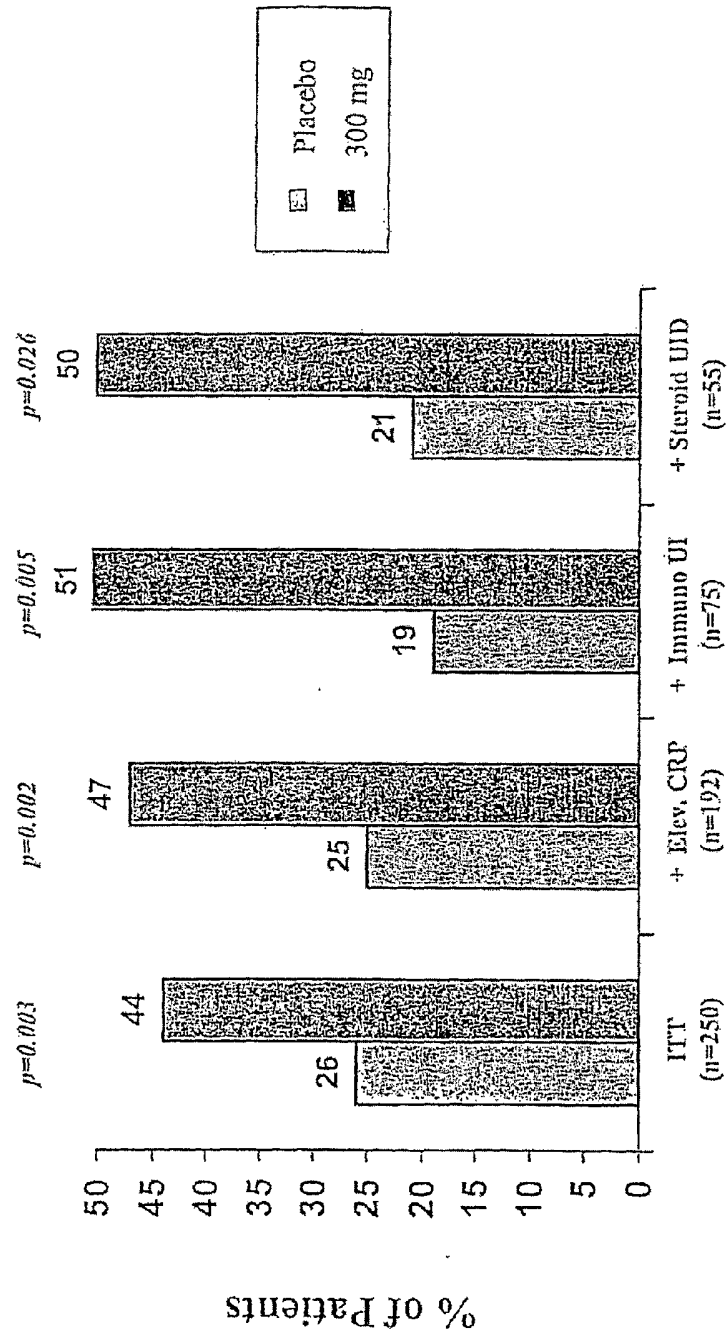 p=0.003
p=0.002
p=0.005
p=0.026
44
47
51
50
26
25
19
21
50
45
40
35
30
25
20
15
10
5
0
% of Patients
ITT
(n=250)
+ Elev. CRP
(n=192)
+ Immuno UI
(n=75)
+ Steroid UID
(n=55)
Placebo
300 mg